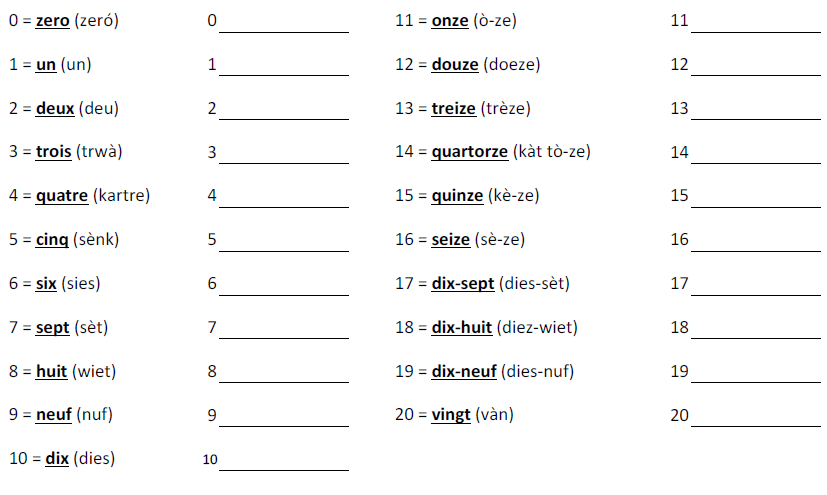 0 = zero (zeró) 0 11 = onze (ò-ze) 11
1 = un (un) 1 12 = douze (doeze) 12
2 = deux (deu) 2 13 = treize (trèze) 13
3 = trois (trwà) 3 14 = quartorze (kàt tò-ze) 14
4 = quatre (kartre) 4 15 = quinze (kè-ze) 15
5 = cinq (sènk) 5 16 = seize (sè-ze) 16
6 = six (sies) 6 17 = dix-sept (dies-sèt) 17
7 = sept (sèt) 7 18 = dix-huit (diez-wiet) 18
8 = huit (wiet) 8 19 = dix-neuf (dies-nuf) 19
9 = neuf (nuf) 9 20 = vingt (vàn) 20
10 = dix (dies) 10